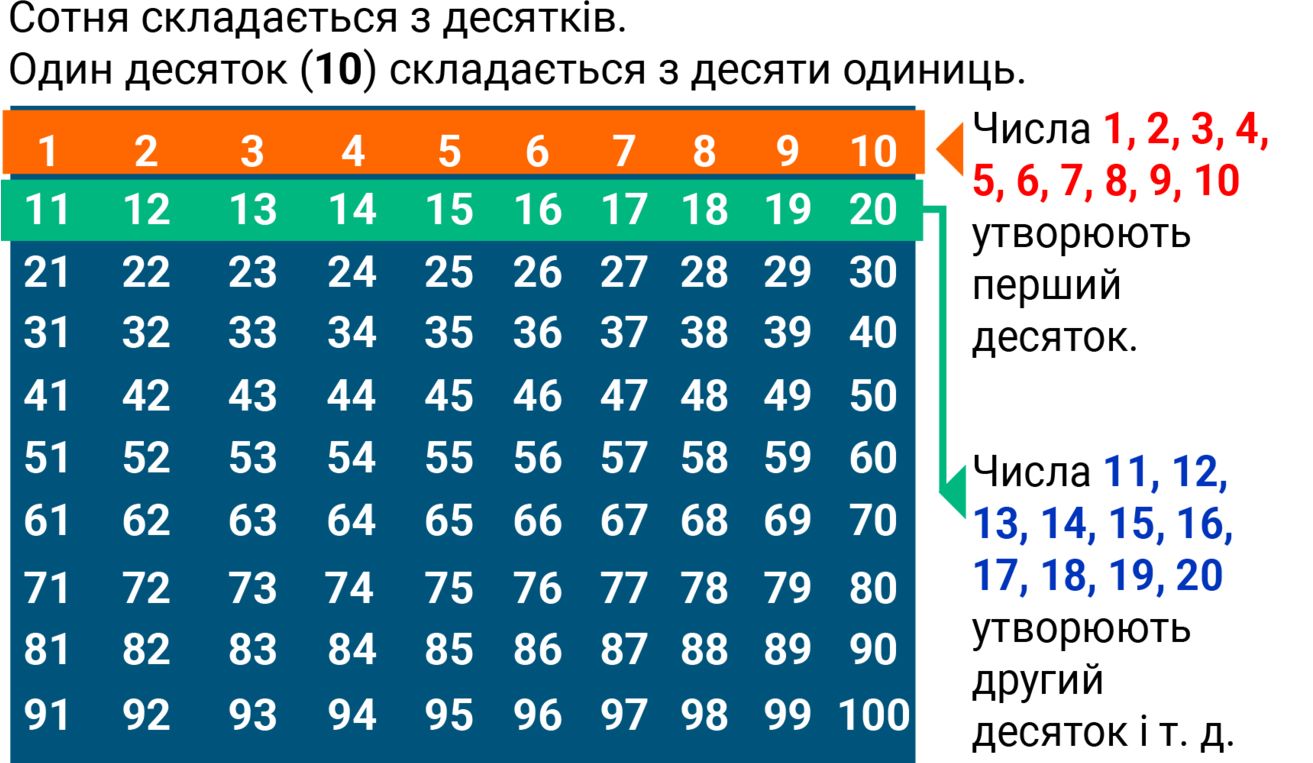 Сотня складається з десятків.
Один десяток (10) складається з десяти одиниць.
1 2 3 4 5 6 7 8 9 10
11 12 13 14 15 16 17 18 19 20
21 22 23 24 25 26 27 28 29 30
31 32 33 34 35 36 37 38 39 40
41 42 43 44 45 46 47 48 49 50
51 52 53 54 55 56 57 58 59 60
61 62 63 64 65 66 67 68 69 70
71 72 73 74 75 76 77 78 79 80
81 82 83 84 85 86 87 88 89 90
91 92 93 94 95 96 97 98 99 100
Числа 1, 2, 3, 4,
5, 6, 7, 8, 9, 10
утворюють
перший
десяток.
Числа 11, 12,
13, 14, 15, 16,
17, 18, 19, 20
утворюють
другий
десяток і т. д.